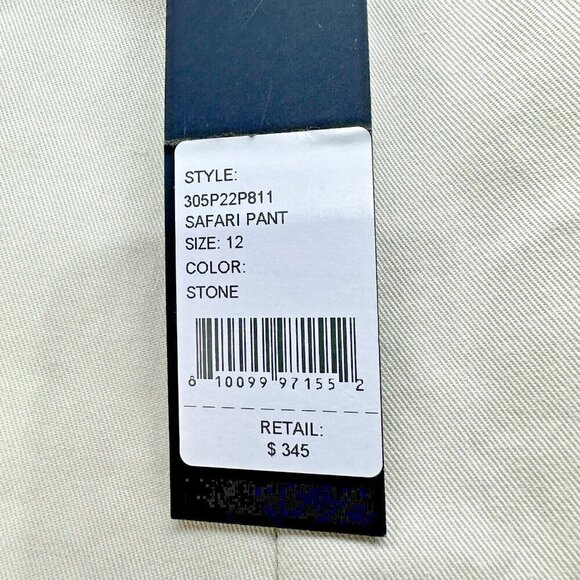 STYLE:
305P22P811
SAFARI PANT
SIZE: 12
COLOR:
STONE
8 10099 97155 2
RETAIL:
$ 345